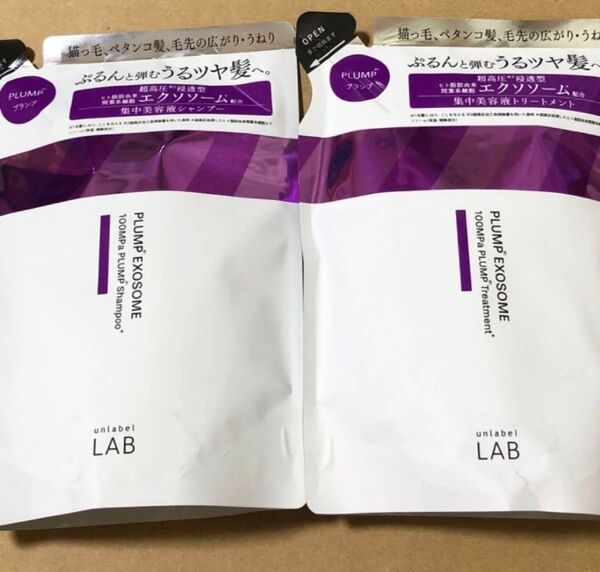 猫っ毛、ペタンコ髪、毛先の広がり・うねり
PLUMP*
プランプ
ぷるんと弾むうるツヤ髪へ。
超高圧 浸透型
ヒト脂肪由来
間葉系細胞
エクソソーム
配合
集中美容液シャンプー
PLUMP* EXOSOME
100MPa PLUMP* Shampoo*
unlabel
LAB
OPEN
手で切れます
猫っ毛、ペタンコ髪、毛先の広がり・うねり
PLUMP*
プランプ
ぷるんと弾むうるツヤ髪へ。
超高圧 浸透型
ヒト脂肪由来
間葉系細胞
エクソソーム
配合
集中美容液トリートメント
PLUMP* EXOSOME
100MPa PLUMP* Treatment*
unlabel
LAB